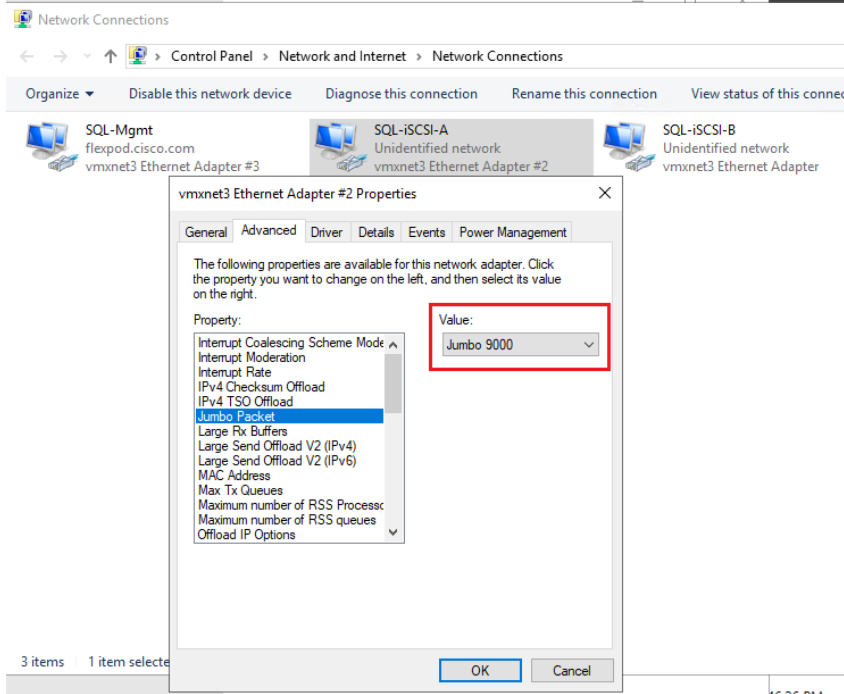 Network Connections
Control Panel > Network and Internet > Network Connections
Organize Disable this network device Diagnose this connection Rename this connection View status of this connec
SQL-Mgmt
flexpod.cisco.com
vmxnet3 Ethernet Adapter #3
SQL-iSCSI-A
Unidentified network
vmxnet3 Ethernet Adapter #2
SQL-iSCSI-B
Unidentified network
vmxnet3 Ethernet Adapter
vmxnet3 Ethernet Adapter #2 Properties
General Advanced Driver Details Events Power Management
The following properties are available for this network adapter. Click
the property you want to change on the left, and then select its value
on the right.
Property:
Value:
Interrupt Coalescing Scheme Mode
Jumbo 9000
Interrupt Moderation
Interrupt Rate
IPv4 Checksum Offload
IPv4 TSO Offload
Jumbo Packet
Large Rx Buffers
Large Send Offload V2 (IPv4)
Large Send Offload V2 (IPv6)
MAC Address
Max Tx Queues
Maximum number of RSS Processo
Maximum number of RSS queues
Offload IP Options
3 items 1 item selecte
OK Cancel